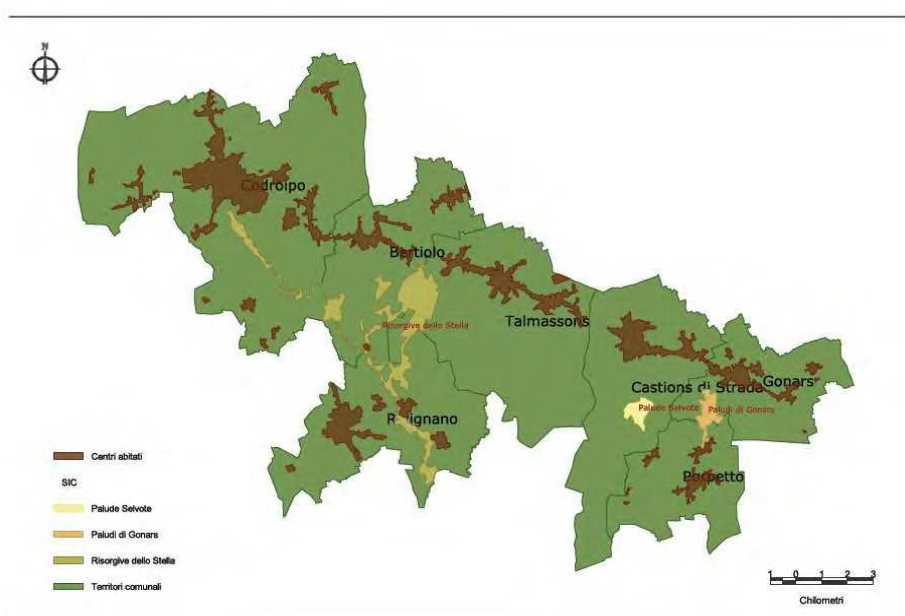 N
Codroipo
Bertiolo
Talmassons
Risorgive dello Stella
Castions di Strada
Gonars
Palude Selvote
Paludi di Gonars
Rivignano
Porpetto
Centri abitati
SIC
Palude Selvote
Paludi di Gonars
Risorgive dello Stella
Territori comunali
1 0 1 2 3
Chilometri